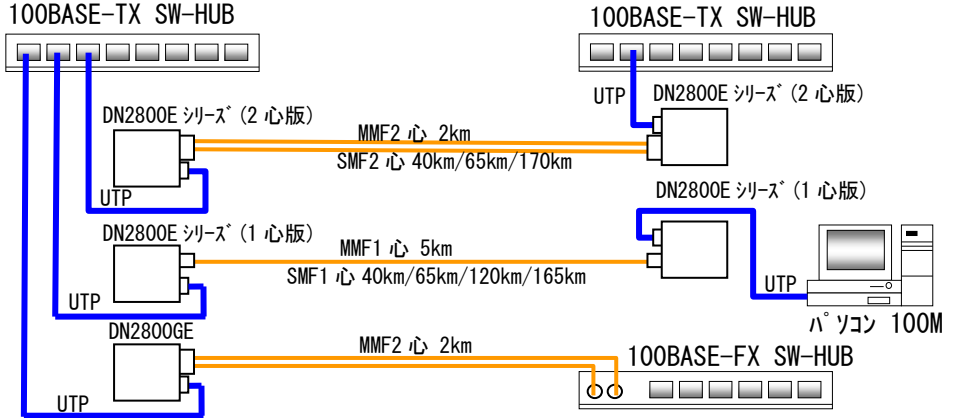 100BASE-TX SW-HUB
100BASE-TX SW-HUB
UTP
DN2800E ｼﾘｰｽﾞ (2 心版)
DN2800E ｼﾘｰｽﾞ (2 心版)
MMF2 心 2km
SMF2 心 40km/65km/170km
UTP
DN2800E ｼﾘｰｽﾞ (1 心版)
DN2800E ｼﾘｰｽﾞ (1 心版)
MMF1 心 5km
SMF1 心 40km/65km/120km/165km
UTP
UTP
ﾊﾟｿｺﾝ 100M
DN2800GE
MMF2 心 2km
100BASE-FX SW-HUB
UTP